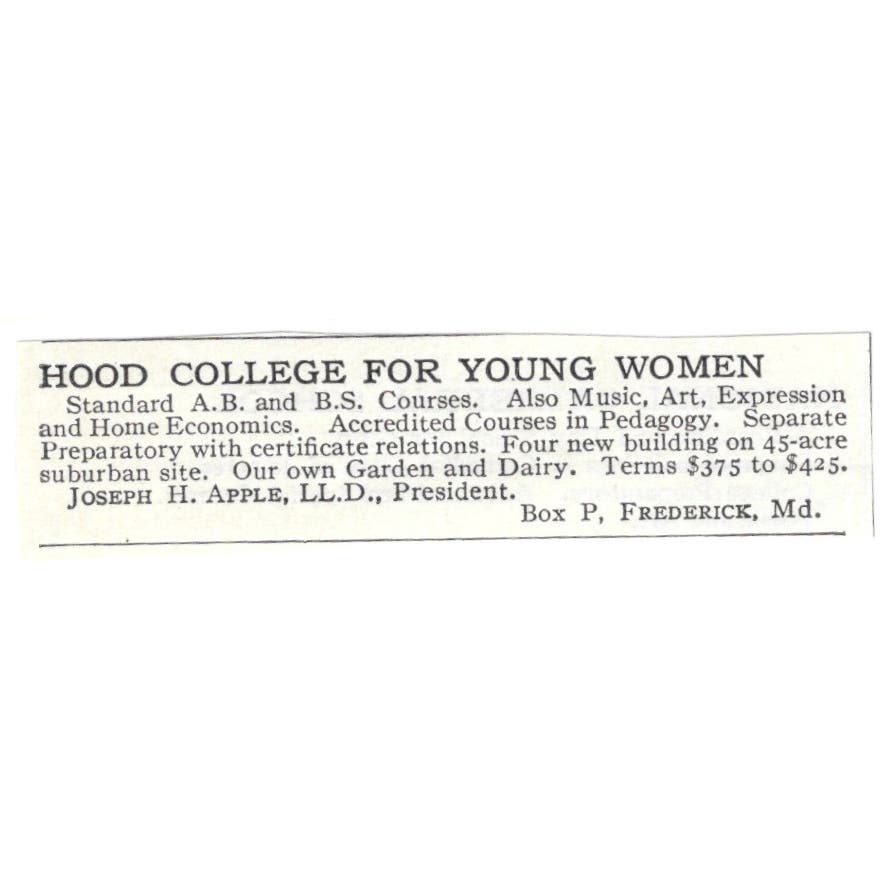 HOOD COLLEGE FOR YOUNG WOMEN
Standard A.B. and B.S. Courses. Also Music, Art, Expression
and Home Economics. Accredited Courses in Pedagogy. Separate
Preparatory with certificate relations. Four new building on 45-acre
suburban site. Our own Garden and Dairy. Terms $375 to $425.
JOSEPH H. APPLE, LL.D., President.
Box P, FREDERICK, Md.